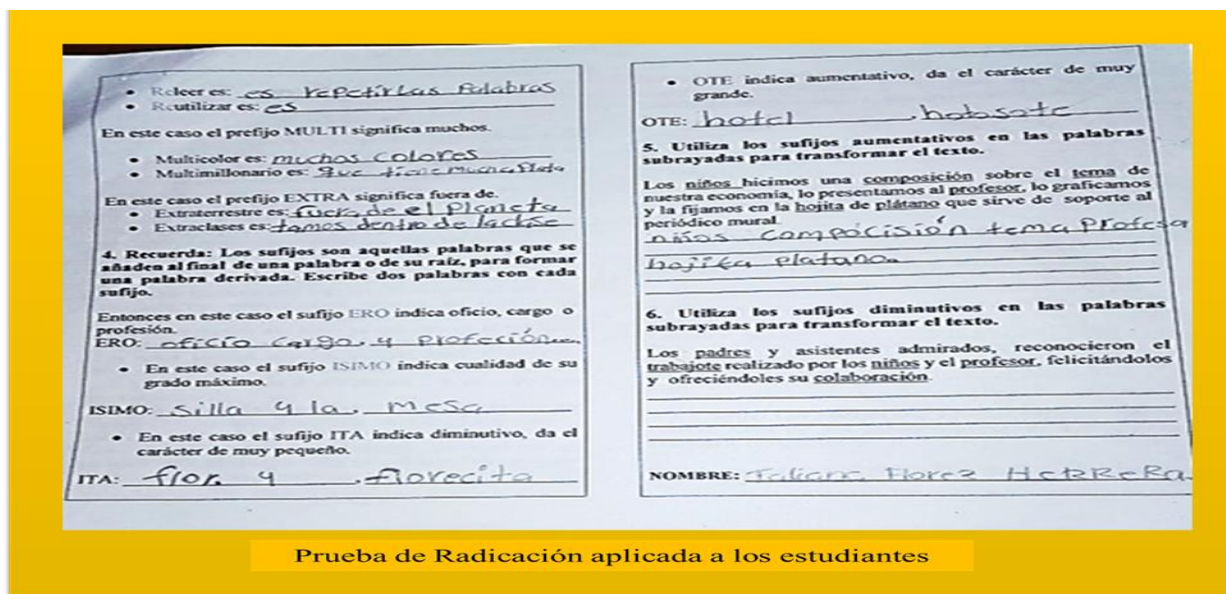 • Releer es: es repetirlas Palabras
• Reutilizar es: es
En este caso el prefijo MULTI significa muchos.
• Multicolor es: muchos colores
• Multimillonario es: que tiene mucha Plata
En este caso el prefijo EXTRA significa fuera de.
• Extraterrestre es: fuera de el Planeta
• Extraclases es: tamos dentro de
4. Recuerda: Los sufijos son aquellas palabras que se
añaden al final de una palabra o de su raíz, para formar
una palabra derivada. Escribe dos palabras con cada
sufijo.
Entonces en este caso el sufijo ERO indica oficio, cargo o
profesión.
ERO: oficio cargo. y profeción
• En este caso el sufijo ISIMO indica cualidad de su
grado máximo.
ISIMO: Silla y la. mesa
• En este caso el sufijo ITA indica diminutivo, da el
carácter de muy pequeño.
ITA: flor y , florecita
• OTE indica aumentativo, da el carácter de muy
grande.
OTE: hotel ,
5. Utiliza los sufijos aumentativos en las palabras
subrayadas para transformar el texto.
Los niños hicimos una composición sobre el tema de
nuestra economía, lo presentamos al profesor, lo graficamos
y la fijamos en la hojita de plátano que sirve de soporte al
periódico mural.
niños compócisión tema Profesor
hojita platano
6. Utiliza los sufijos diminutivos en las palabras
subrayadas para transformar el texto.
Los padres y asistentes admirados, reconocieron el
trabajote realizado por los niños y el profesor, felicitándolos
y ofreciéndoles su colaboración.
NOMBRE: Florez HeRReRa
Prueba de Radicación aplicada a los estudiantes